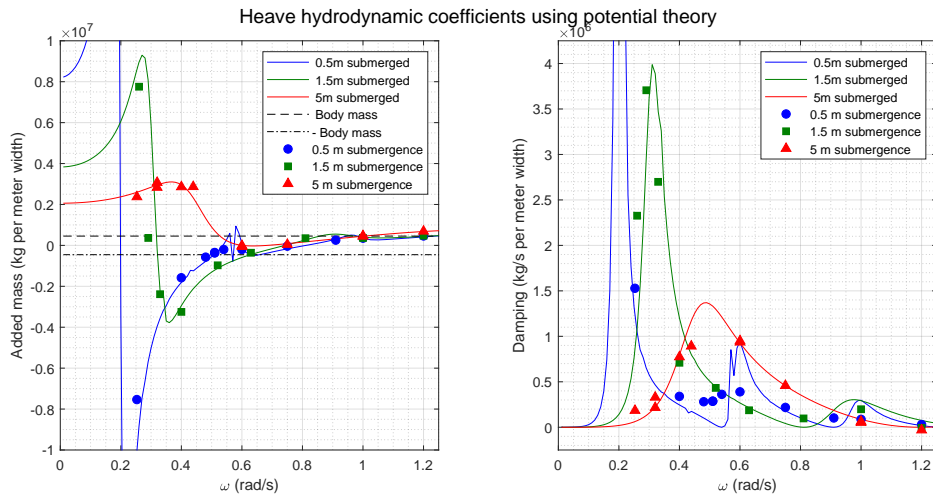 Heave hydrodynamic coefficients using potential theory
×10⁷
Added mass (kg per meter width)
1
0.8
0.6
0.4
0.2
0
-0.2
-0.4
-0.6
-0.8
-1
0
0.2
0.4
0.6
0.8
1
1.2
ω (rad/s)
0.5m submerged
1.5m submerged
5m submerged
Body mass
- Body mass
0.5 m submergence
1.5 m submergence
5 m submergence
×10⁶
Damping (kg/s per meter width)
4
3.5
3
2.5
2
1.5
1
0.5
0
0
0.2
0.4
0.6
0.8
1
1.2
ω (rad/s)
0.5m submerged
1.5m submerged
5m submerged
0.5 m submergence
1.5 m submergence
5 m submergence